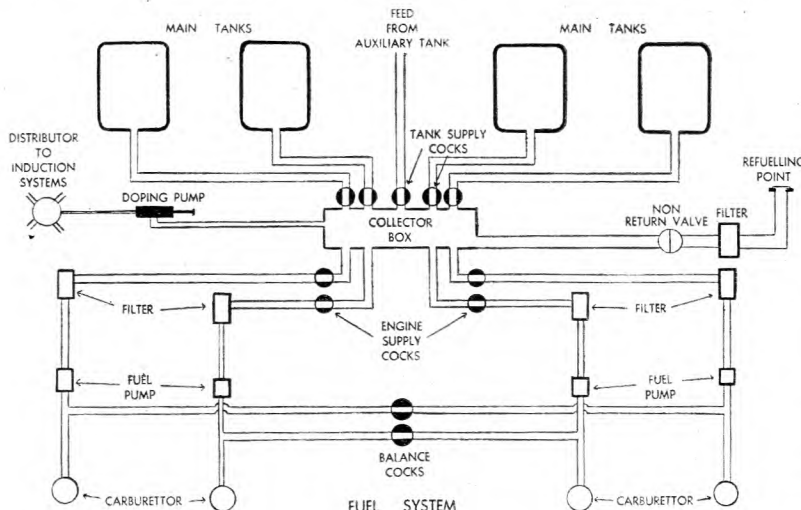 FEED
FROM
AUXILIARY TANK
MAIN TANKS
MAIN TANKS
DISTRIBUTOR
TO
INDUCTION
SYSTEMS
TANK SUPPLY
COCKS
REFUELLING
POINT
DOPING PUMP
COLLECTOR
BOX
NON
RETURN VALVE
FILTER
FILTER
ENGINE
SUPPLY
COCKS
FILTER
FUEL
PUMP
FUEL
PUMP
BALANCE
COCKS
CARBURETTOR
CARBURETTOR
FUEL SYSTEM